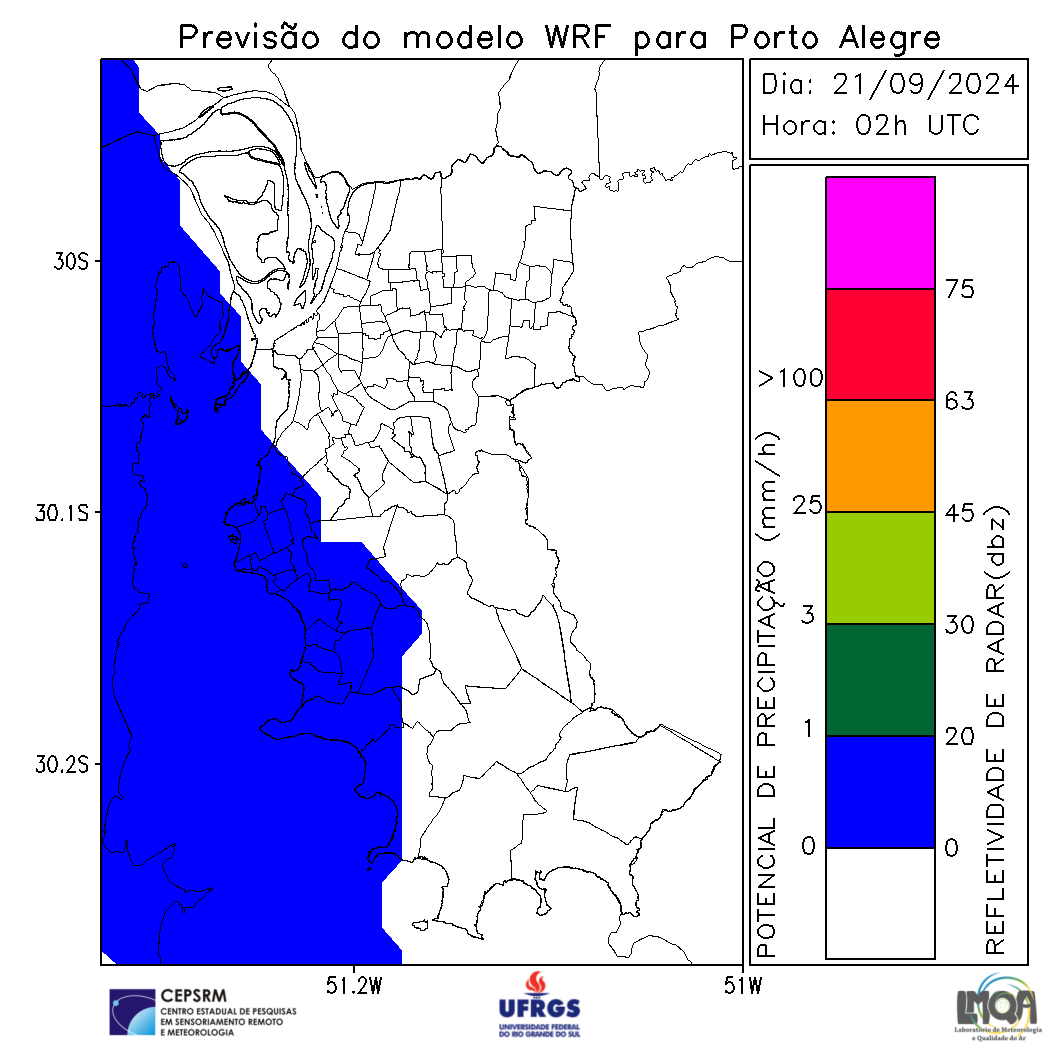 Previsão do modelo WRF para Porto Alegre
Dia: 21/09/2024
Hora: 02h UTC
30S
30.1S
30.2S
51.2W
51W
POTENCIAL DE PRECIPITAÇÃO (mm/h)
>100
25
3
1
0
75
63
45
30
20
0
REFLETIVIDADE DE RADAR(dbz)
CEPSRM
CENTRO ESTADUAL DE PESQUISAS
EM SENSORIAMENTO REMOTO
E METEOROLOGIA
UFRGS
UNIVERSIDADE FEDERAL
DO RIO GRANDE DO SUL
LMQA
Laboratório de Meteorologia
e Qualidade do Ar